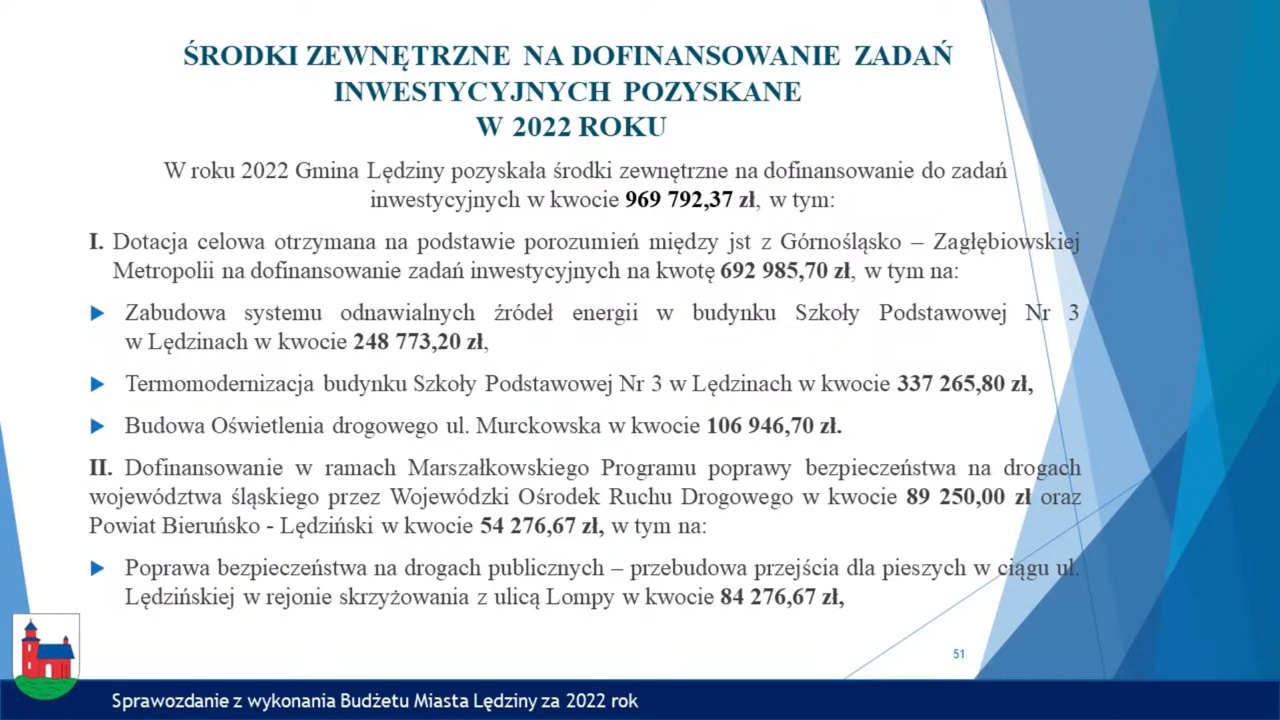 ŚRODKI ZEWNĘTRZNE NA DOFINANSOWANIE ZADAŃ
INWESTYCYJNYCH POZYSKANE
W 2022 ROKU
W roku 2022 Gmina Lędziny pozyskała środki zewnętrzne na dofinansowanie do zadań
inwestycyjnych w kwocie 969 792,37 zł, w tym:
I. Dotacja celowa otrzymana na podstawie porozumień między jst z Górnośląsko – Zagłębiowskiej
Metropolii na dofinansowanie zadań inwestycyjnych na kwotę 692 985,70 zł, w tym na:
Zabudowa systemu odnawialnych źródeł energii w budynku Szkoły Podstawowej Nr 3
w Lędzinach w kwocie 248 773,20 zł,
Termomodernizacja budynku Szkoły Podstawowej Nr 3 w Lędzinach w kwocie 337 265,80 zł,
Budowa Oświetlenia drogowego ul. Murckowska w kwocie 106 946,70 zł.
II. Dofinansowanie w ramach Marszałkowskiego Programu poprawy bezpieczeństwa na drogach
województwa śląskiego przez Wojewódzki Ośrodek Ruchu Drogowego w kwocie 89 250,00 zł oraz
Powiat Bieruńsko - Lędziński w kwocie 54 276,67 zł, w tym na:
Poprawa bezpieczeństwa na drogach publicznych – przebudowa przejścia dla pieszych w ciągu ul.
Lędzińskiej w rejonie skrzyżowania z ulicą Lompy w kwocie 84 276,67 zł,
51
Sprawozdanie z wykonania Budżetu Miasta Lędziny za 2022 rok